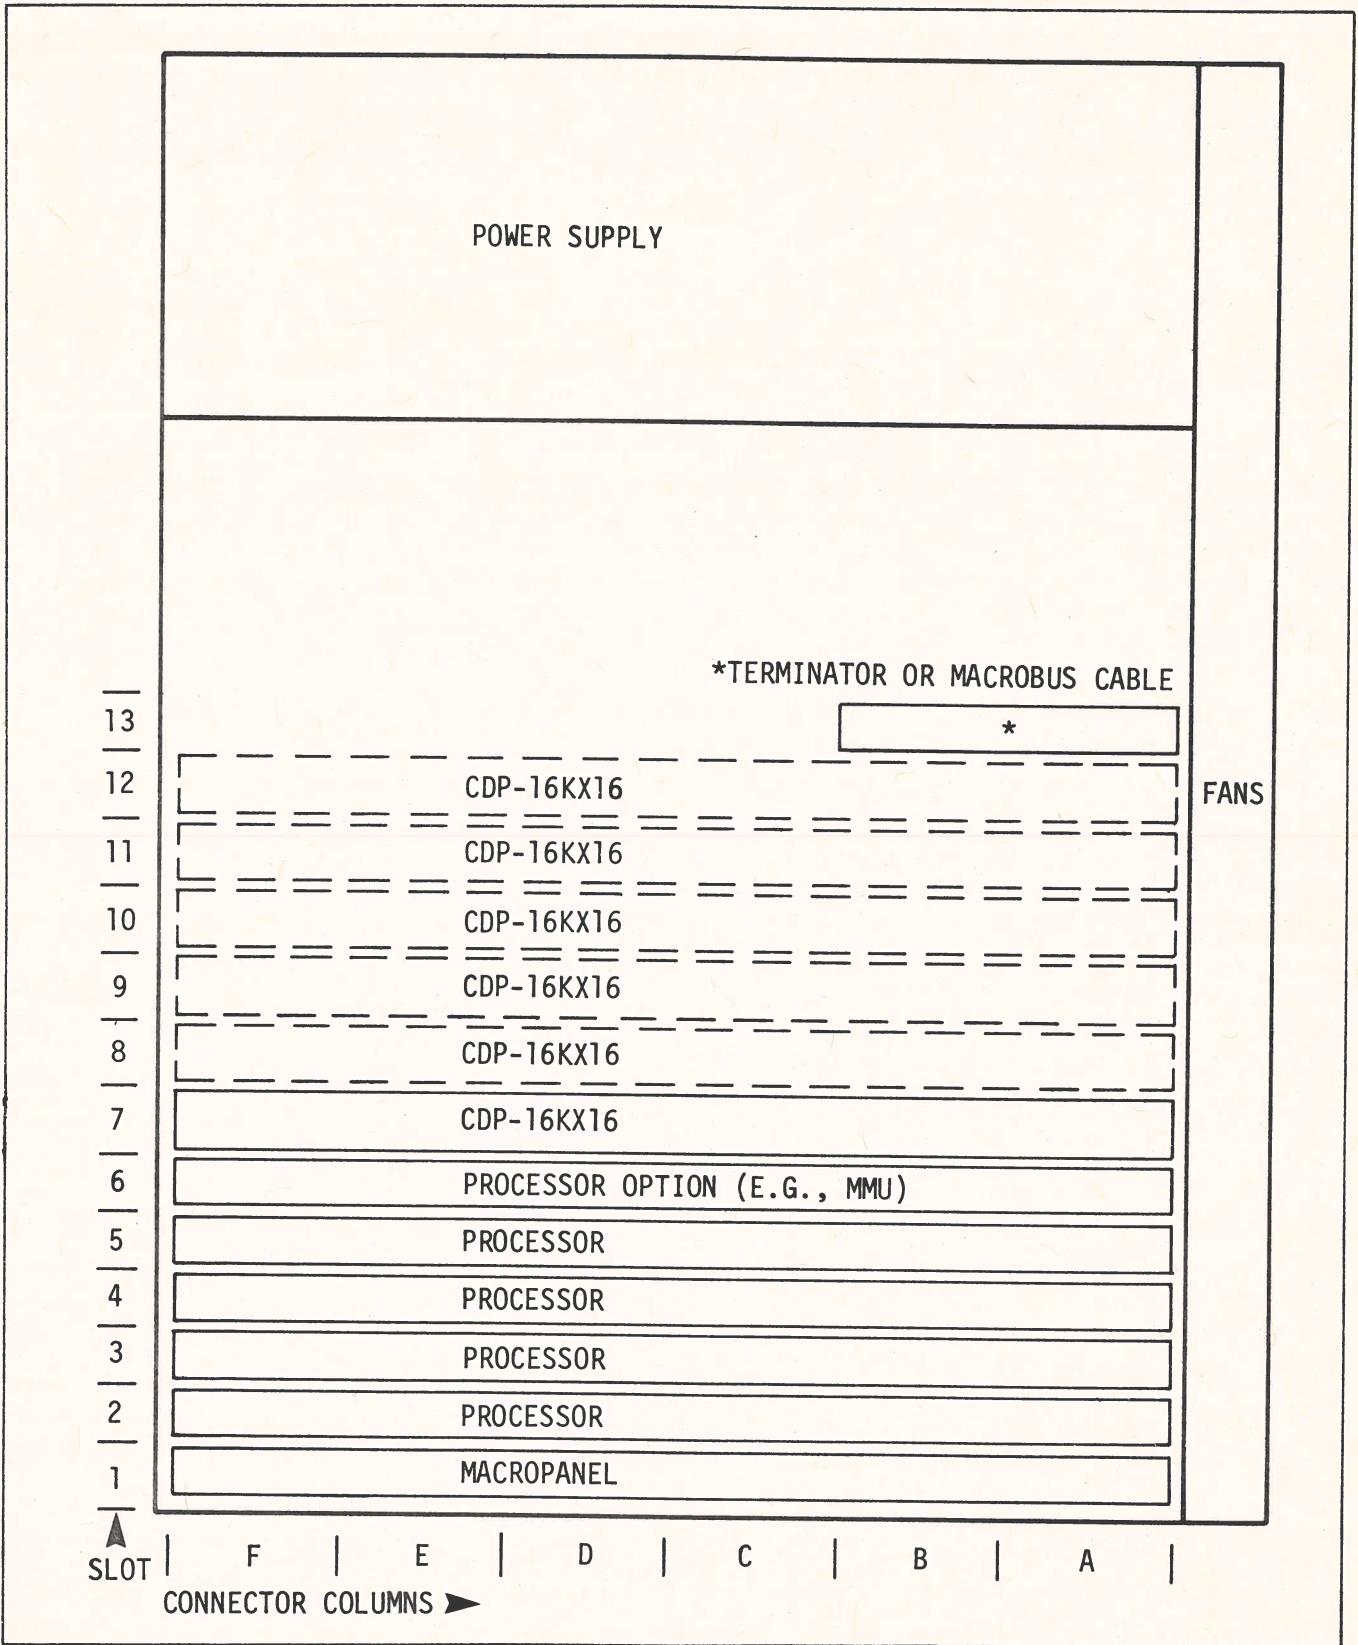 POWER SUPPLY
*TERMINATOR OR MACROBUS CABLE
13 *
12 CDP-16KX16 FANS
11 CDP-16KX16
10 CDP-16KX16
9 CDP-16KX16
8 CDP-16KX16
7 CDP-16KX16
6 PROCESSOR OPTION (E.G., MMU)
5 PROCESSOR
4 PROCESSOR
3 PROCESSOR
2 PROCESSOR
1 MACROPANEL
SLOT F E D C B A
CONNECTOR COLUMNS